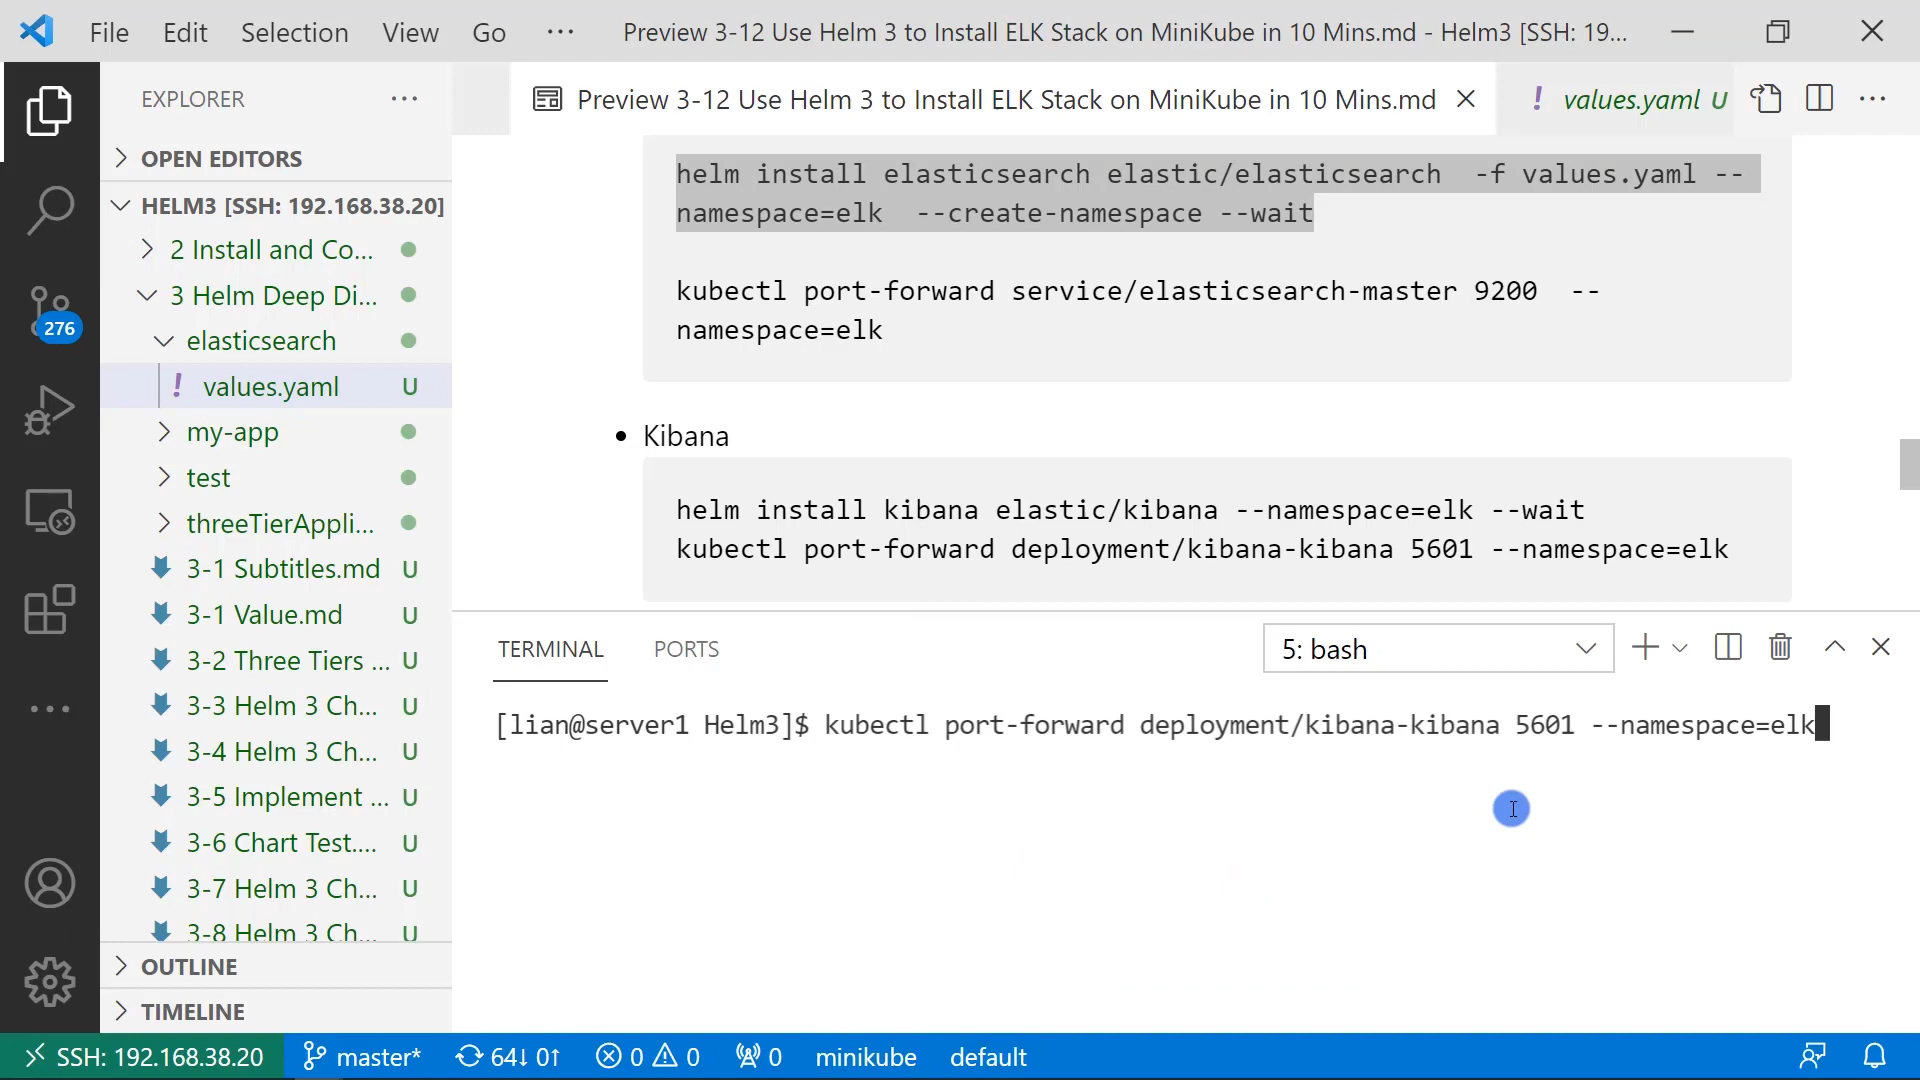 File Edit Selection View Go ··· Preview 3-12 Use Helm 3 to Install ELK Stack on MiniKube in 10 Mins.md - Helm3 [SSH: 19...
EXPLORER
OPEN EDITORS
HELM3 [SSH: 192.168.38.20]
2 Install and Co...
3 Helm Deep Di...
elasticsearch
! values.yaml U
my-app
test
threeTierAppli...
3-1 Subtitles.md U
3-1 Value.md U
3-2 Three Tiers ... U
3-3 Helm 3 Ch... U
3-4 Helm 3 Ch... U
3-5 Implement ... U
3-6 Chart Test.... U
3-7 Helm 3 Ch... U
3-8 Helm 3 Ch... U
OUTLINE
TIMELINE
276
Preview 3-12 Use Helm 3 to Install ELK Stack on MiniKube in 10 Mins.md
! values.yaml U
helm install elasticsearch elastic/elasticsearch  -f values.yaml --
namespace=elk  --create-namespace --wait
kubectl port-forward service/elasticsearch-master 9200  --
namespace=elk
• Kibana
helm install kibana elastic/kibana --namespace=elk --wait
kubectl port-forward deployment/kibana-kibana 5601 --namespace=elk
TERMINAL PORTS 5: bash
[lian@server1 Helm3]$ kubectl port-forward deployment/kibana-kibana 5601 --namespace=elk
SSH: 192.168.38.20 master* 64↓ 0↑ 0 0 0 minikube default